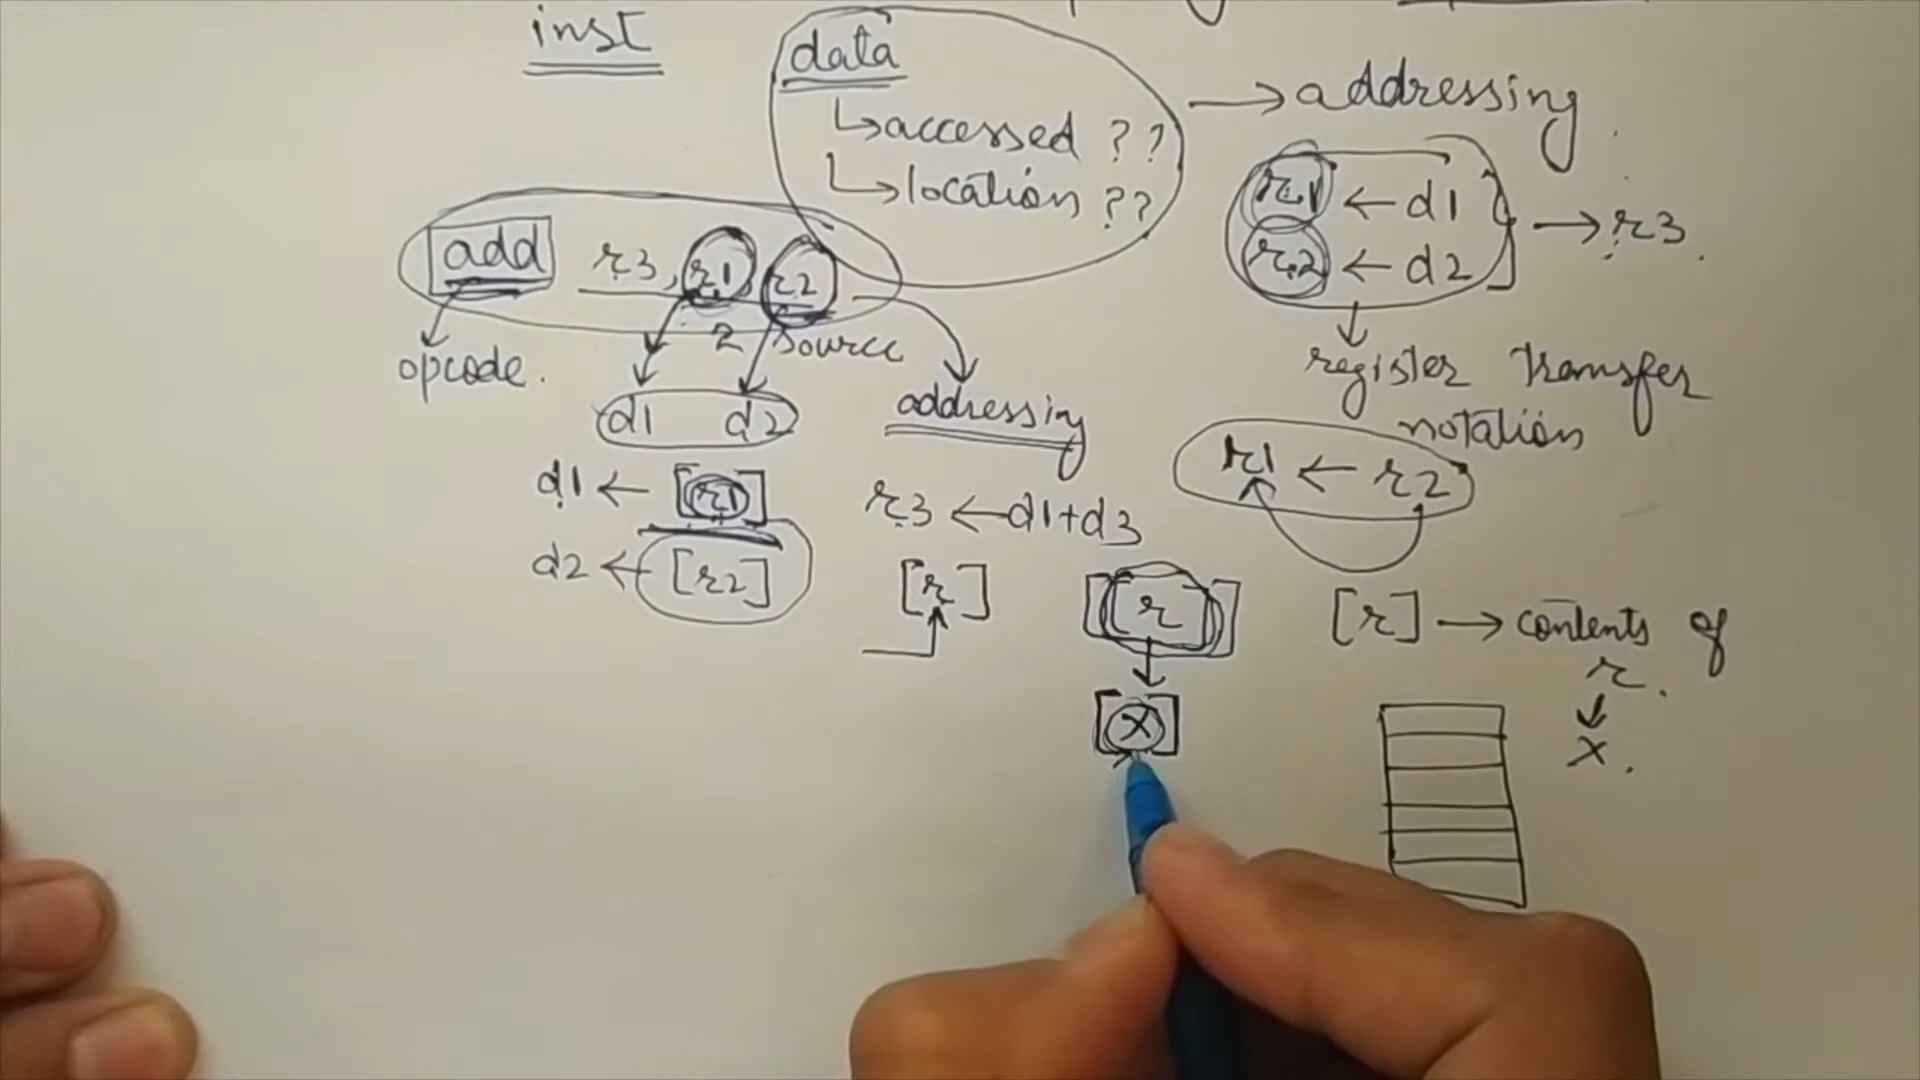 inst
data
↳accessed ??
↳location ??
→ addressing
add r3, r1, r2
2 source
opcode.
d1 d2
addressing
d1 ← [r1]
d2 ← [r2]
r3 ← d1+d3
[r]
[[r]]
[x]
r1 ← d1
r2 ← d2
→ r3.
register transfer
notation
r1 ← r2
[r] → contents of
r.
x.